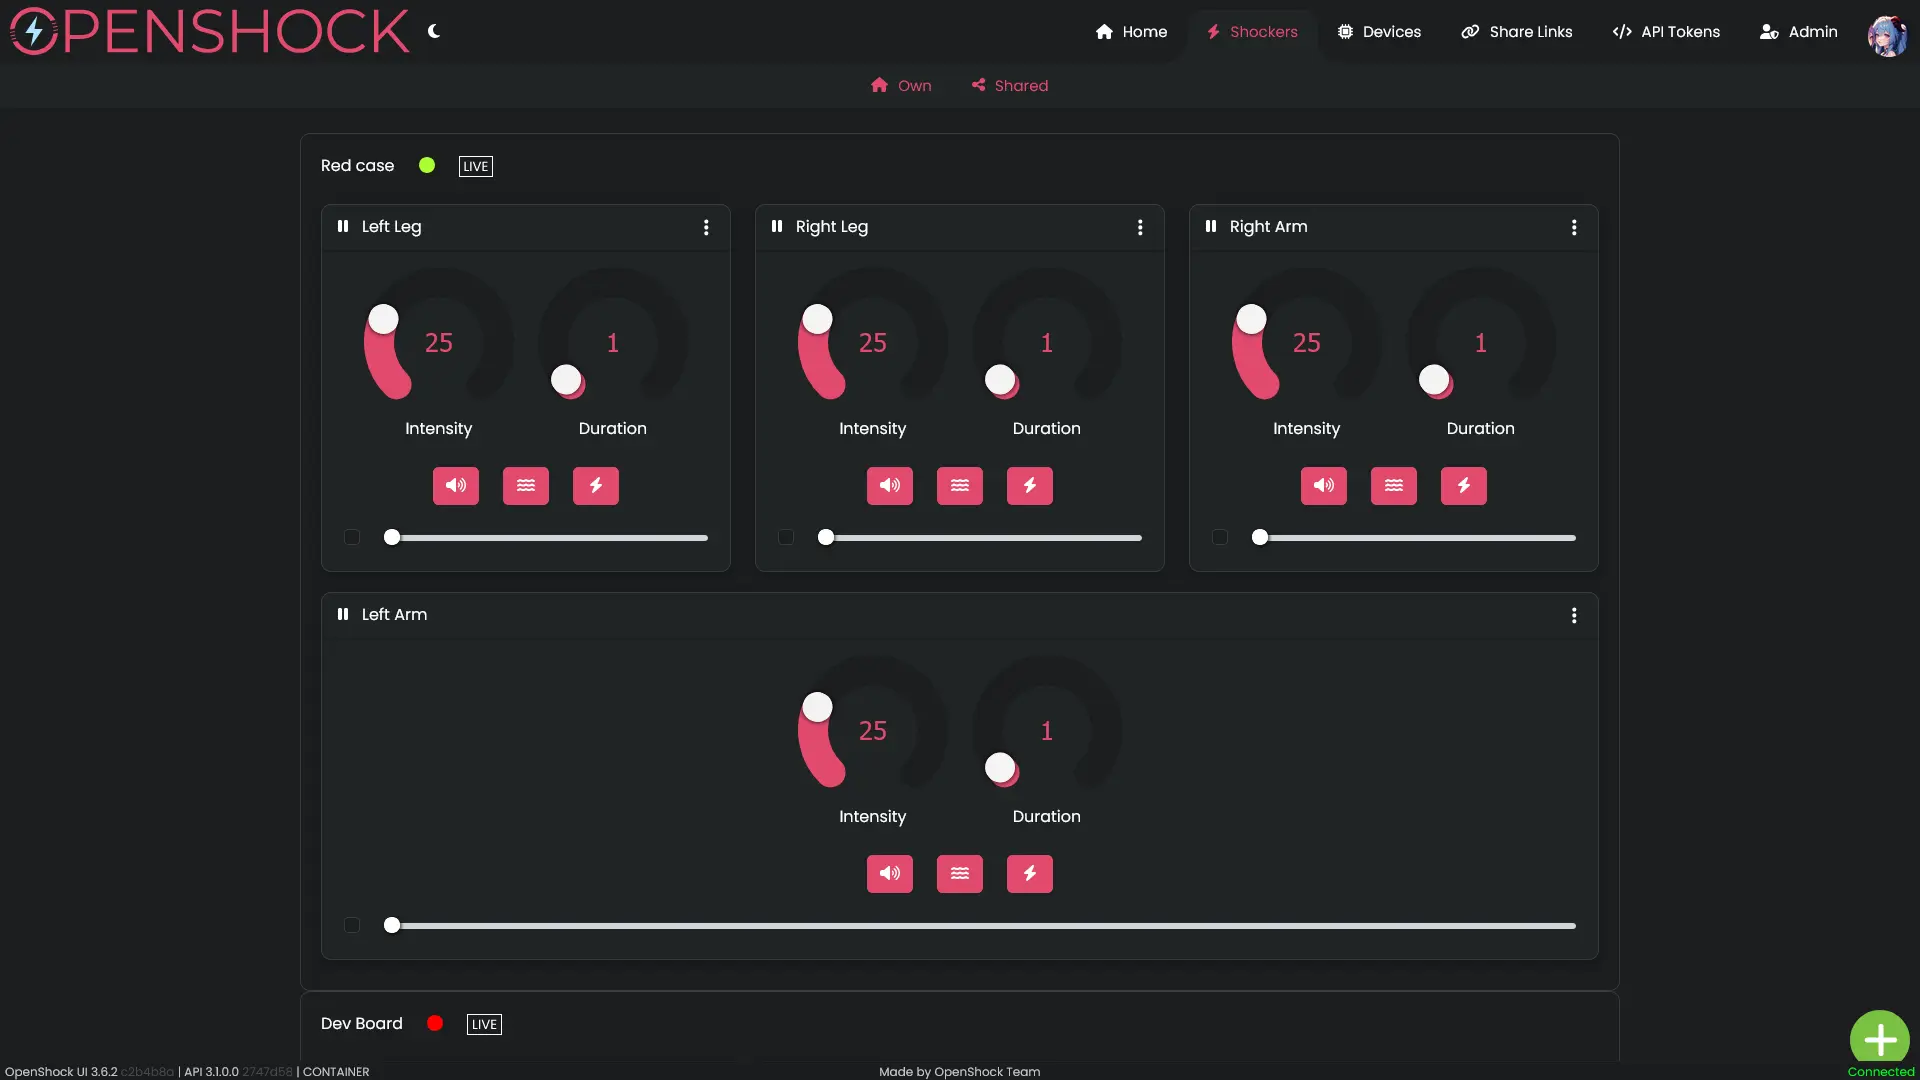 OPENSHOCK
Home
Shockers
Devices
Share Links
API Tokens
Admin
Own
Shared
Red case
LIVE
Left Leg
Right Leg
Right Arm
25
1
25
1
25
1
Intensity
Duration
Intensity
Duration
Intensity
Duration
Left Arm
25
1
Intensity
Duration
Dev Board
LIVE
OpenShock UI 3.6.2 c2b4b8a | API 3.1.0.0 2747d58 | CONTAINER
Made by OpenShock Team
Connected